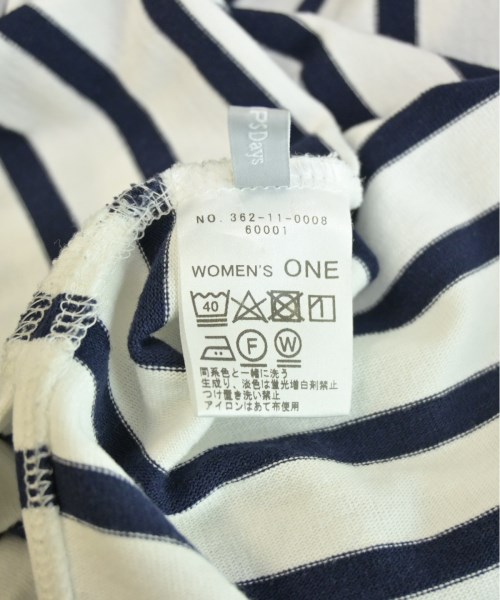 P's Days
NO. 362-11-0008
60001
WOMEN'S ONE
40
F W
同系色と一緒に洗う
生成り、淡色は蛍光増白剤禁止
つけ置き洗い禁止
アイロンはあて布使用